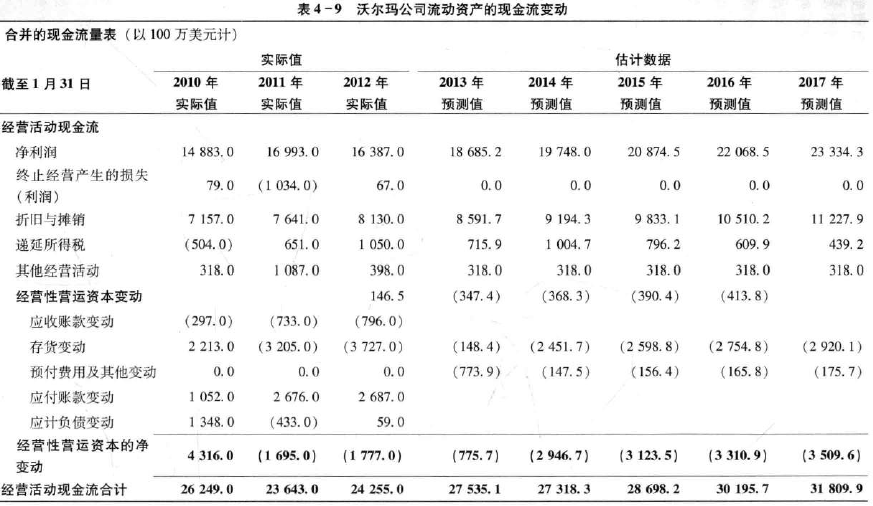 表 4-9 沃尔玛公司流动资产的现金流变动
合并的现金流量表（以 100 万美元计）
实际值 估计数据
截至 1 月 31 日 2010 年 2011 年 2012 年 2013 年 2014 年 2015 年 2016 年 2017 年
实际值 实际值 实际值 预测值 预测值 预测值 预测值 预测值
经营活动现金流
净利润 14 883.0 16 993.0 16 387.0 18 685.2 19 748.0 20 874.5 22 068.5 23 334.3
终止经营产生的损失
（利润） 79.0 (1 034.0) 67.0 0.0 0.0 0.0 0.0 0.0
折旧与摊销 7 157.0 7 641.0 8 130.0 8 591.7 9 194.3 9 833.1 10 510.2 11 227.9
递延所得税 (504.0) 651.0 1 050.0 715.9 1 004.7 796.2 609.9 439.2
其他经营活动 318.0 1 087.0 398.0 318.0 318.0 318.0 318.0 318.0
经营性营运资本变动 146.5 (347.4) (368.3) (390.4) (413.8)
应收账款变动 (297.0) (733.0) (796.0)
存货变动 2 213.0 (3 205.0) (3 727.0) (148.4) (2 451.7) (2 598.8) (2 754.8) (2 920.1)
预付费用及其他变动 0.0 0.0 0.0 (773.9) (147.5) (156.4) (165.8) (175.7)
应付账款变动 1 052.0 2 676.0 2 687.0
应计负债变动 1 348.0 (433.0) 59.0
经营性营运资本的净
变动 4 316.0 (1 695.0) (1 777.0) (775.7) (2 946.7) (3 123.5) (3 310.9) (3 509.6)
经营活动现金流合计 26 249.0 23 643.0 24 255.0 27 535.1 27 318.3 28 698.2 30 195.7 31 809.9